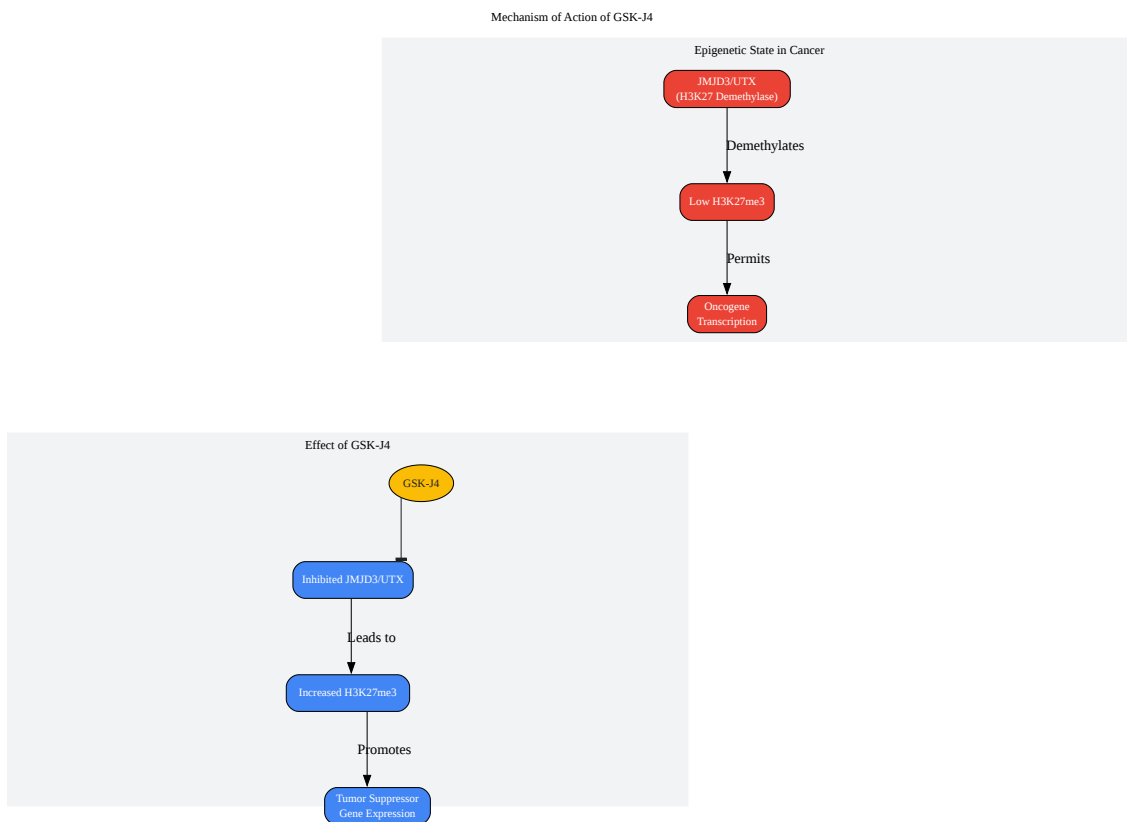 Mechanism of Action of GSK-J4
Epigenetic State in Cancer
JMJD3/UTX
(H3K27 Demethylase)
Demethylates
Low H3K27me3
Permits
Oncogene
Transcription
Effect of GSK-J4
GSK-J4
Inhibited JMJD3/UTX
Leads to
Increased H3K27me3
Promotes
Tumor Suppressor
Gene Expression